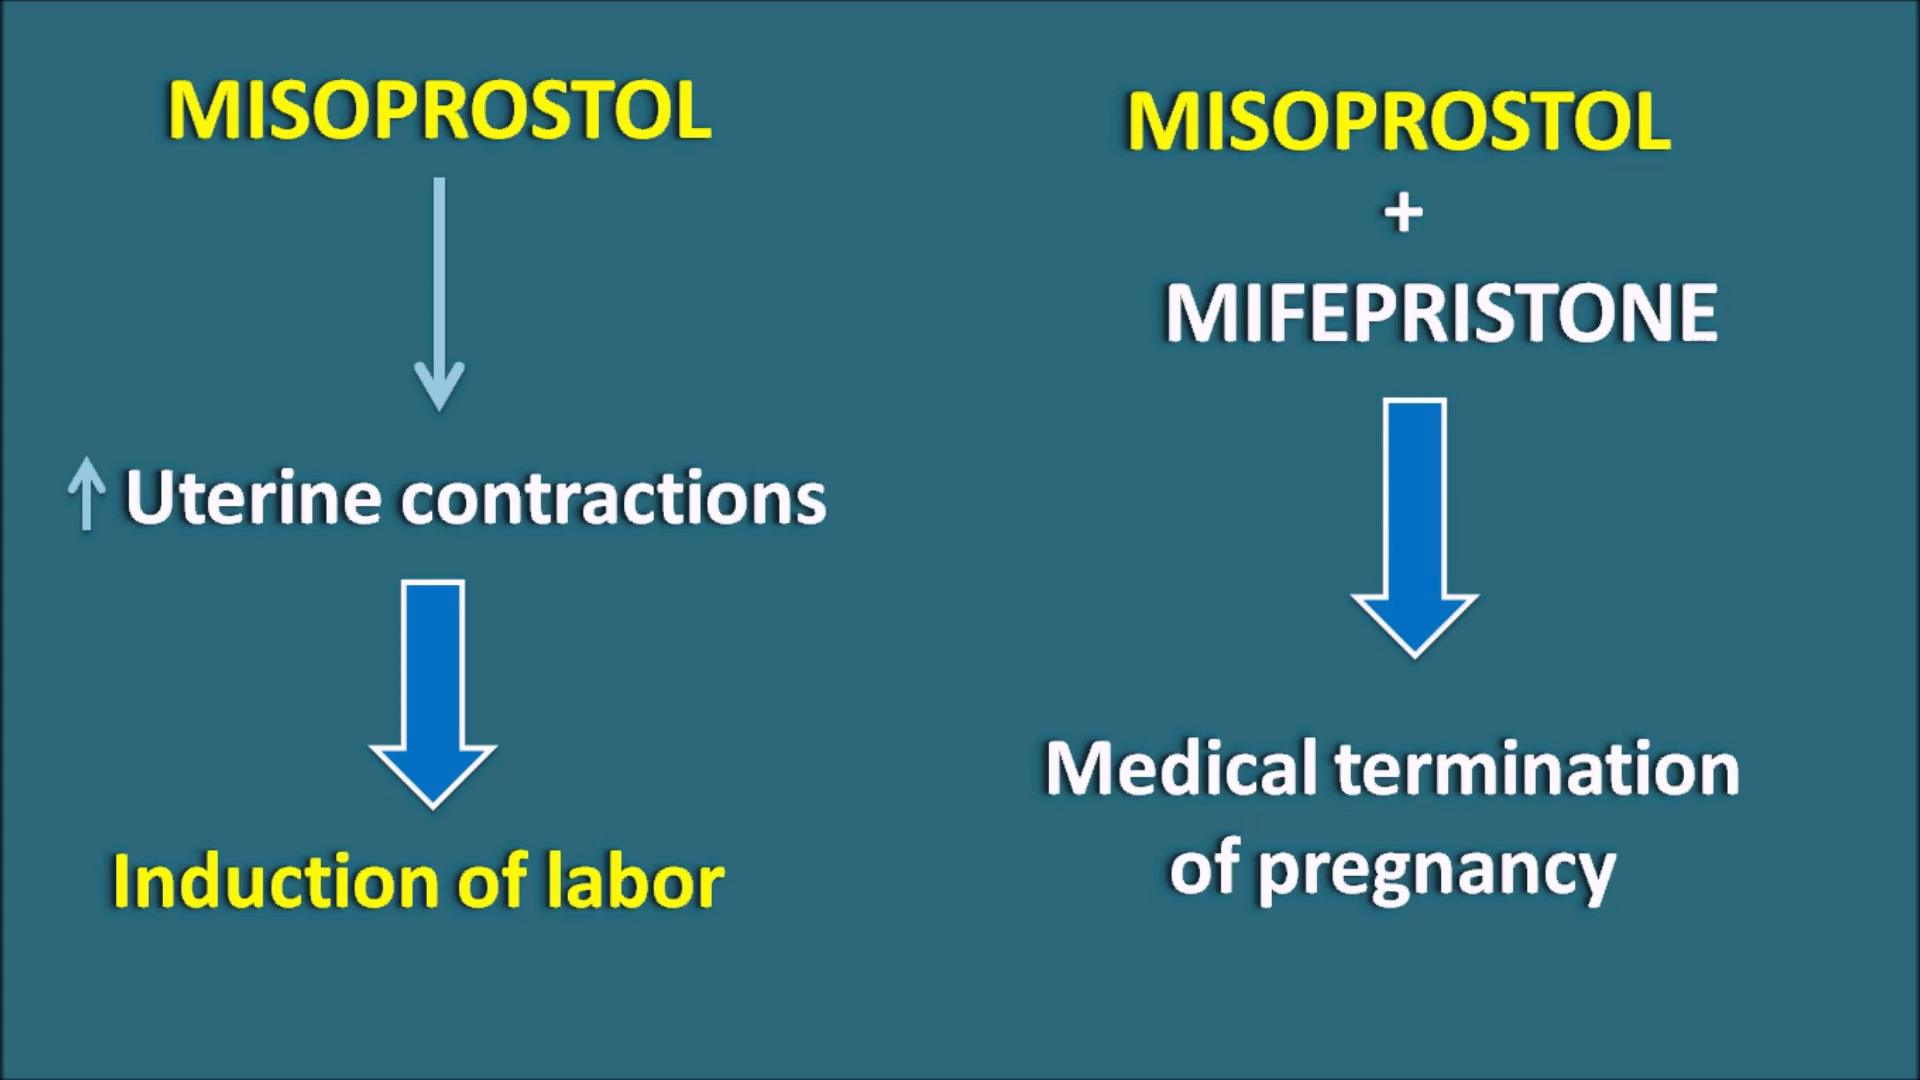 MISOPROSTOL
↑ Uterine contractions
Induction of labor
MISOPROSTOL
+
MIFEPRISTONE
Medical termination
of pregnancy